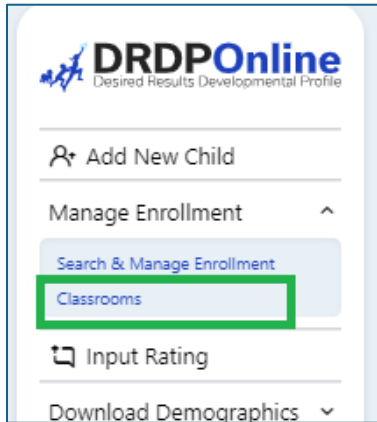 DRDPOnline
Desired Results Developmental Profile
Add New Child
Manage Enrollment
Search & Manage Enrollment
Classrooms
Input Rating
Download Demographics